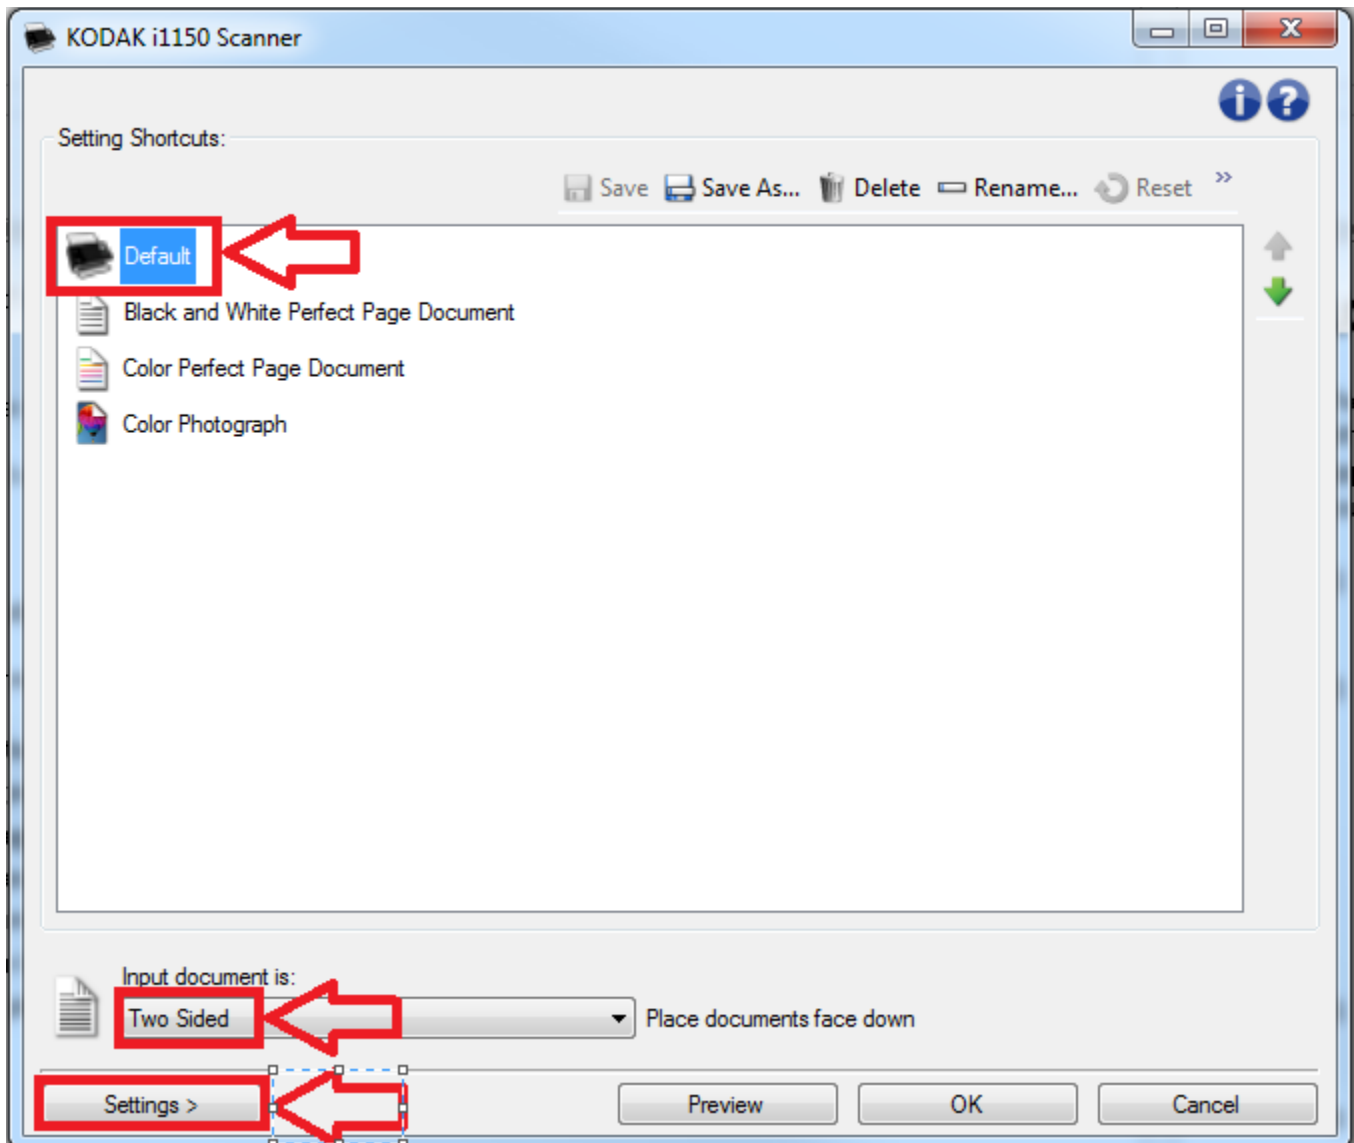 KODAK i1150 Scanner
Setting Shortcuts:
Save Save As... Delete Rename... Reset »
Default
Black and White Perfect Page Document
Color Perfect Page Document
Color Photograph
Input document is:
Two Sided Place documents face down
Settings > Preview OK Cancel